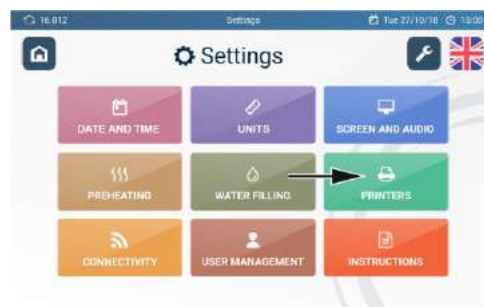 16.012 Settings Tue 27/10/18 13:00
Settings
DATE AND TIME UNITS SCREEN AND AUDIO
PREHEATING WATER FILLING PRINTERS
CONNECTIVITY USER MANAGEMENT INSTRUCTIONS